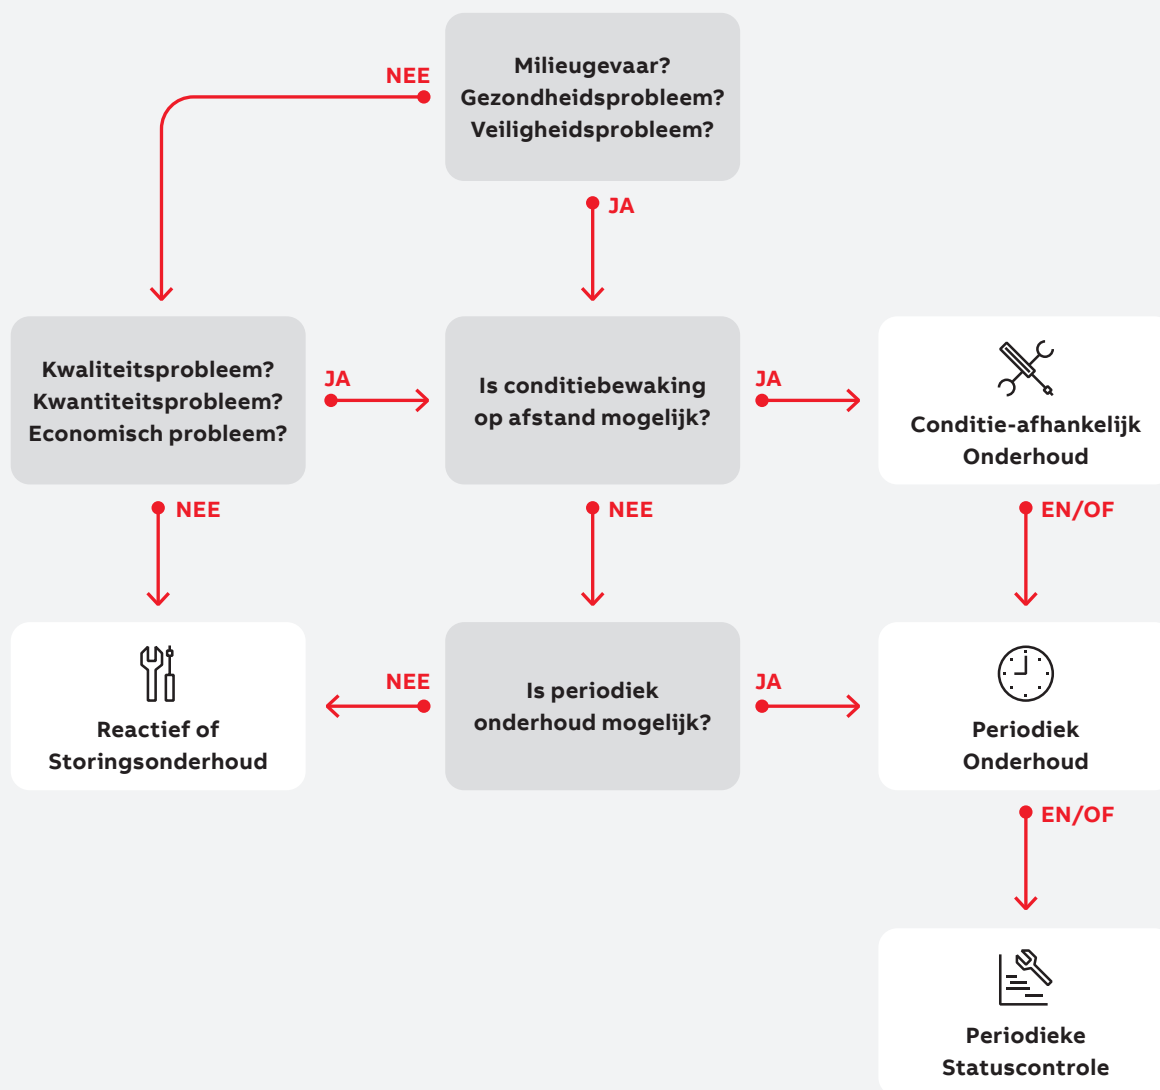 NEE
Milieugevaar?
Gezondheidsprobleem?
Veiligheidsprobleem?
JA
Kwaliteitsprobleem?
Kwantiteitsprobleem?
Economisch probleem?
JA
Is conditiebewaking
op afstand mogelijk?
JA
Conditie-afhankelijk
Onderhoud
NEE
NEE
EN/OF
Reactief of
Storingsonderhoud
NEE
Is periodiek
onderhoud mogelijk?
JA
Periodiek
Onderhoud
EN/OF
Periodieke
Statuscontrole